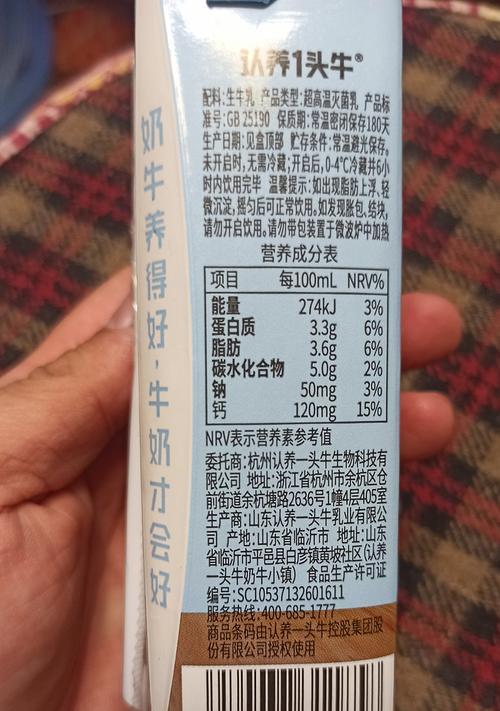 认养1头牛®
配料:生牛乳 产品类型:超高温灭菌乳 产品标
准号:GB 25190 保质期:常温密闭保存180天
生产日期:见盒顶部 贮存条件:常温避光保存,
未开启时,无需冷藏;开启后,0-4℃冷藏并6小
时内饮用完毕 温馨提示:如出现脂肪上浮、轻
微沉淀,摇匀后可正常饮用。如发现胀包、结块,
请勿开启饮用。请勿带包装置于微波炉中加热
营养成分表
项目 每100mL NRV%
能量 274kJ 3%
蛋白质 3.3g 6%
脂肪 3.6g 6%
碳水化合物 5.0g 2%
钠 50mg 3%
钙 120mg 15%
NRV表示营养素参考值
委托商:杭州认养一头牛生物科技有
限公司 地址:浙江省杭州市余杭区仓
前街道余杭塘路2636号1幢4层405室
生产商:山东认养一头牛乳业有限公
司 产地:山东省临沂市 地址:山东
省临沂市平邑县白彦镇黄坡社区(认养
一头牛奶牛小镇) 食品生产许可证
编号:SC10537132601611
服务热线:400-685-1777
商品条码由认养一头牛控股集团股
份有限公司授权使用
奶牛养得好,牛奶才会好